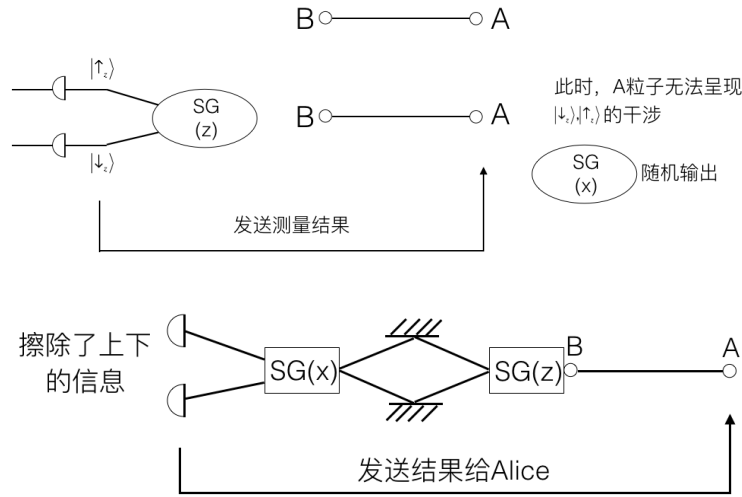 B A
|↑z⟩
SG
(z)
B A
|↓z⟩
此时，A粒子无法呈现
|↓z⟩,|↑z⟩的干涉
SG
(x)
随机输出
发送测量结果
擦除了上下
的信息
SG(x)
SG(z)
B
A
发送结果给Alice